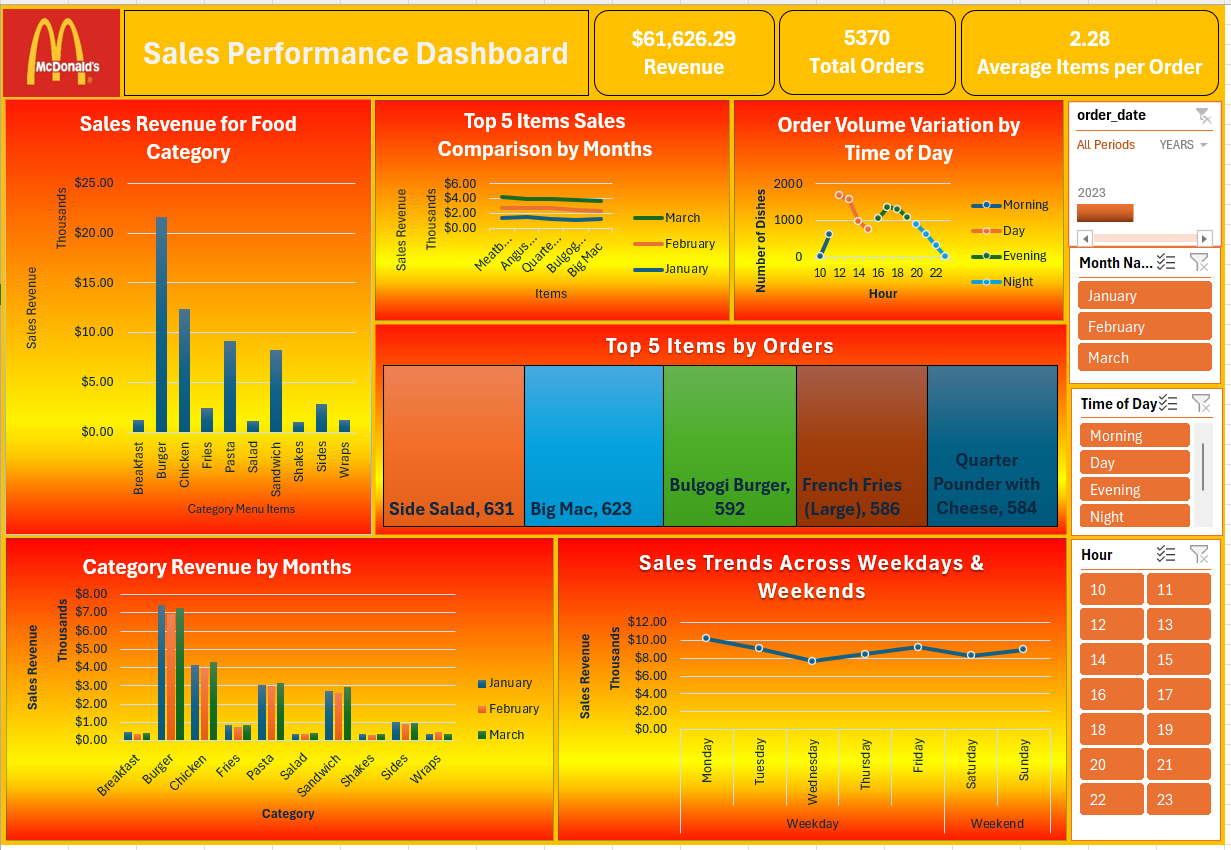 McDonald's
Sales Performance Dashboard
$61,626.29
Revenue
5370
Total Orders
2.28
Average Items per Order
Sales Revenue for Food
Category
Sales Revenue
Thousands
$25.00
$20.00
$15.00
$10.00
$5.00
$0.00
Breakfast
Burger
Chicken
Fries
Pasta
Salad
Sandwich
Shakes
Sides
Wraps
Category Menu Items
Top 5 Items Sales
Comparison by Months
Sales Revenue
Thousands
$6.00
$4.00
$2.00
$0.00
Meatb...
Angus...
Quarte...
Bulgog...
Big Mac
Items
March
February
January
Order Volume Variation by
Time of Day
Number of Dishes
2000
1000
0
10 12 14 16 18 20 22
Hour
Morning
Day
Evening
Night
order_date
All Periods YEARS
2023
Month Na...
January
February
March
Top 5 Items by Orders
Side Salad, 631
Big Mac, 623
Bulgogi Burger,
592
French Fries
(Large), 586
Quarter
Pounder with
Cheese, 584
Time of Day
Morning
Day
Evening
Night
Category Revenue by Months
Sales Revenue
Thousands
$8.00
$7.00
$6.00
$5.00
$4.00
$3.00
$2.00
$1.00
$0.00
Breakfast
Burger
Chicken
Fries
Pasta
Salad
Sandwich
Shakes
Sides
Wraps
Category
January
February
March
Sales Trends Across Weekdays &
Weekends
Sales Revenue
Thousands
$12.00
$10.00
$8.00
$6.00
$4.00
$2.00
$0.00
Monday
Tuesday
Wednesday
Thursday
Friday
Saturday
Sunday
Weekday Weekend
Hour
10 11
12 13
14 15
16 17
18 19
20 21
22 23